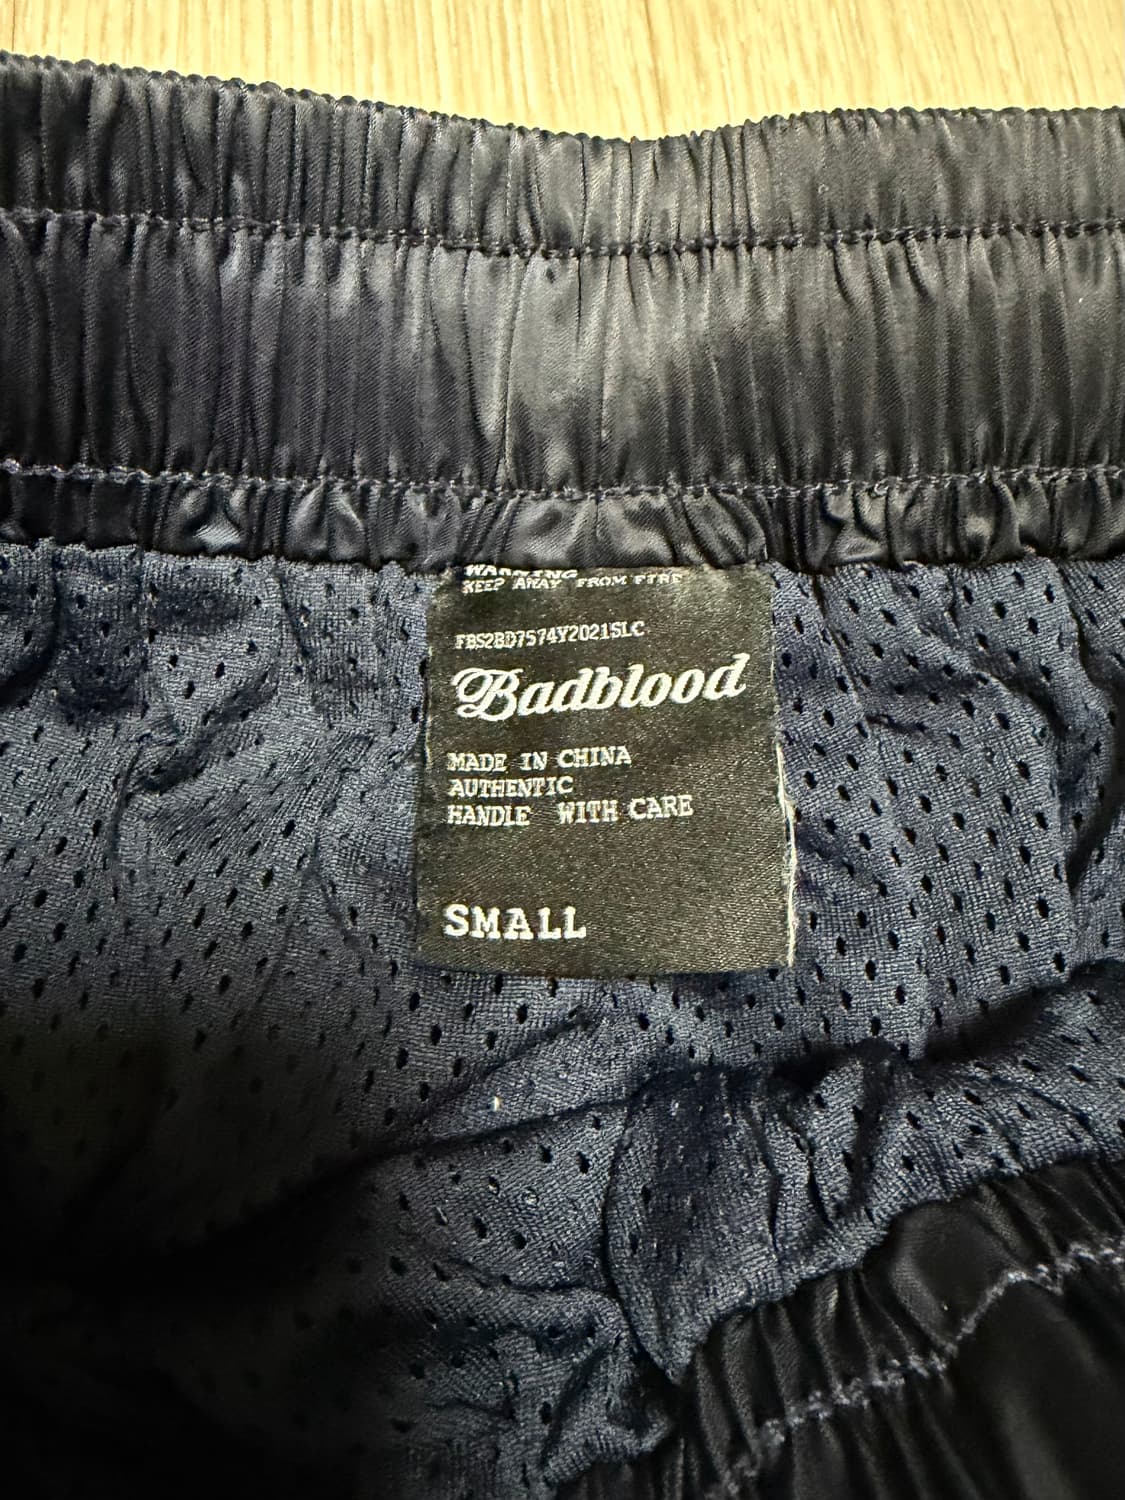 WARNING
KEEP AWAY FROM FIRE
FBS2BD7574Y2021SLC
Badblood
MADE IN CHINA
AUTHENTIC
HANDLE WITH CARE
SMALL